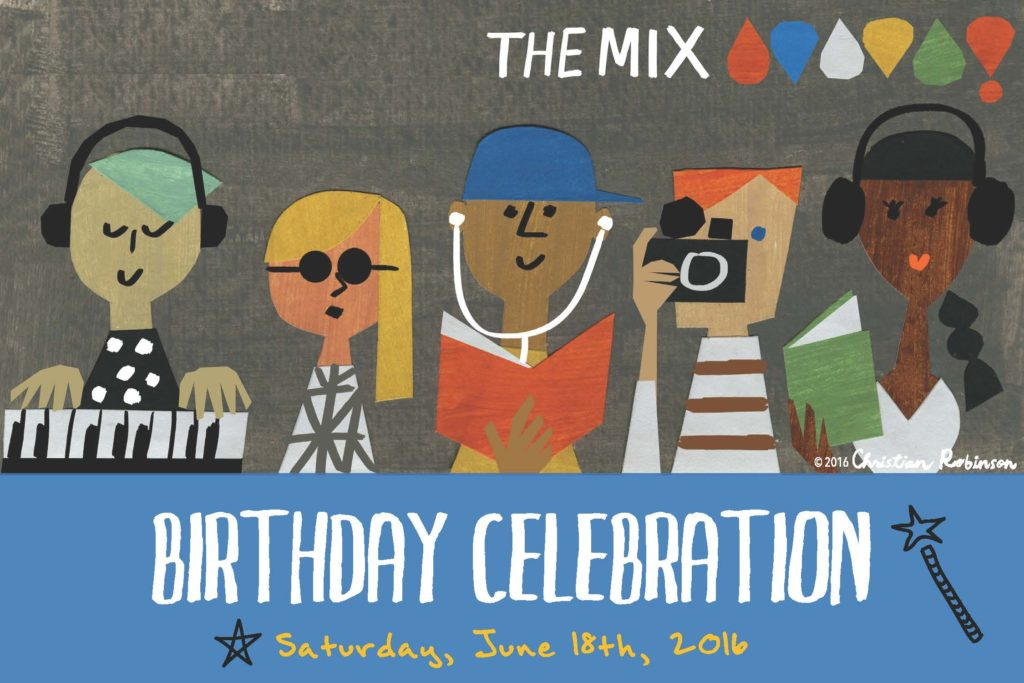 THE MIX
©2016 Christian Robinson
BIRTHDAY CELEBRATION
Saturday, June 18th, 2016